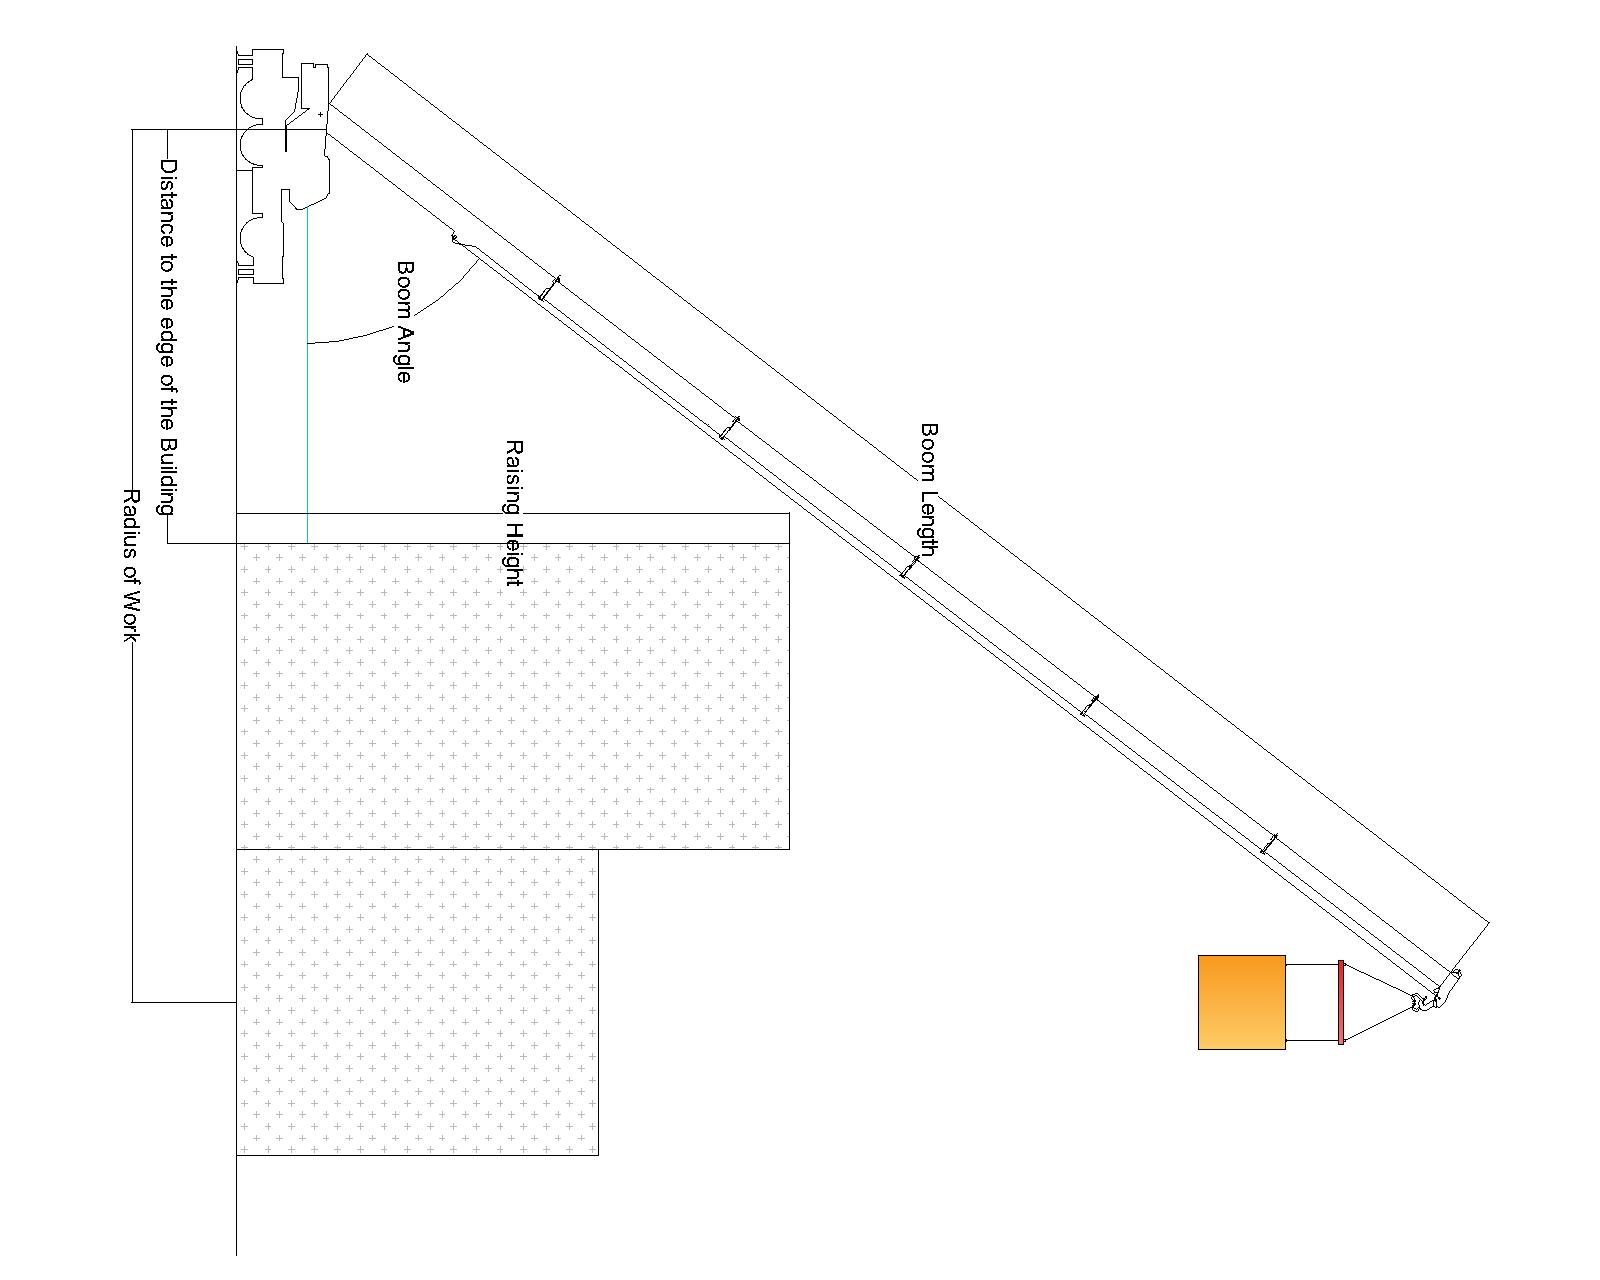 Boom Length
Raising Height
Boom Angle
Distance to the edge of the Building
Radius of Work